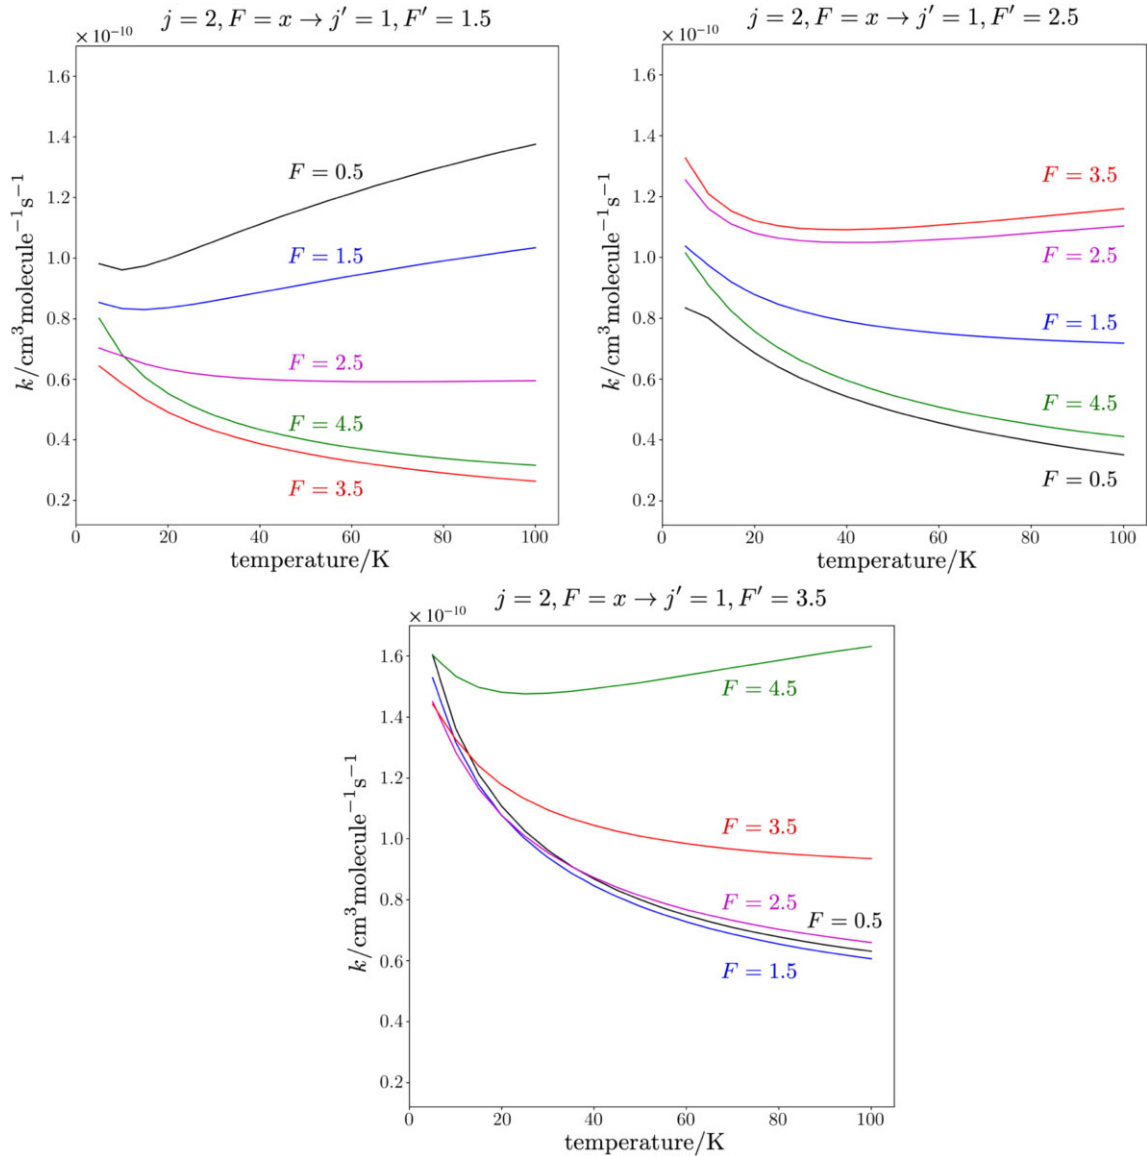 j = 2, F = x → j′ = 1, F′ = 1.5
× 10⁻¹⁰
1.6
1.4
1.2
1.0
0.8
0.6
0.4
0.2
k/cm³molecule⁻¹s⁻¹
F = 0.5
F = 1.5
F = 2.5
F = 4.5
F = 3.5
0 20 40 60 80 100
temperature/K
j = 2, F = x → j′ = 1, F′ = 2.5
× 10⁻¹⁰
1.6
1.4
1.2
1.0
0.8
0.6
0.4
0.2
k/cm³molecule⁻¹s⁻¹
F = 3.5
F = 2.5
F = 1.5
F = 4.5
F = 0.5
0 20 40 60 80 100
temperature/K
j = 2, F = x → j′ = 1, F′ = 3.5
× 10⁻¹⁰
1.6
1.4
1.2
1.0
0.8
0.6
0.4
0.2
k/cm³molecule⁻¹s⁻¹
F = 4.5
F = 3.5
F = 2.5
F = 0.5
F = 1.5
0 20 40 60 80 100
temperature/K